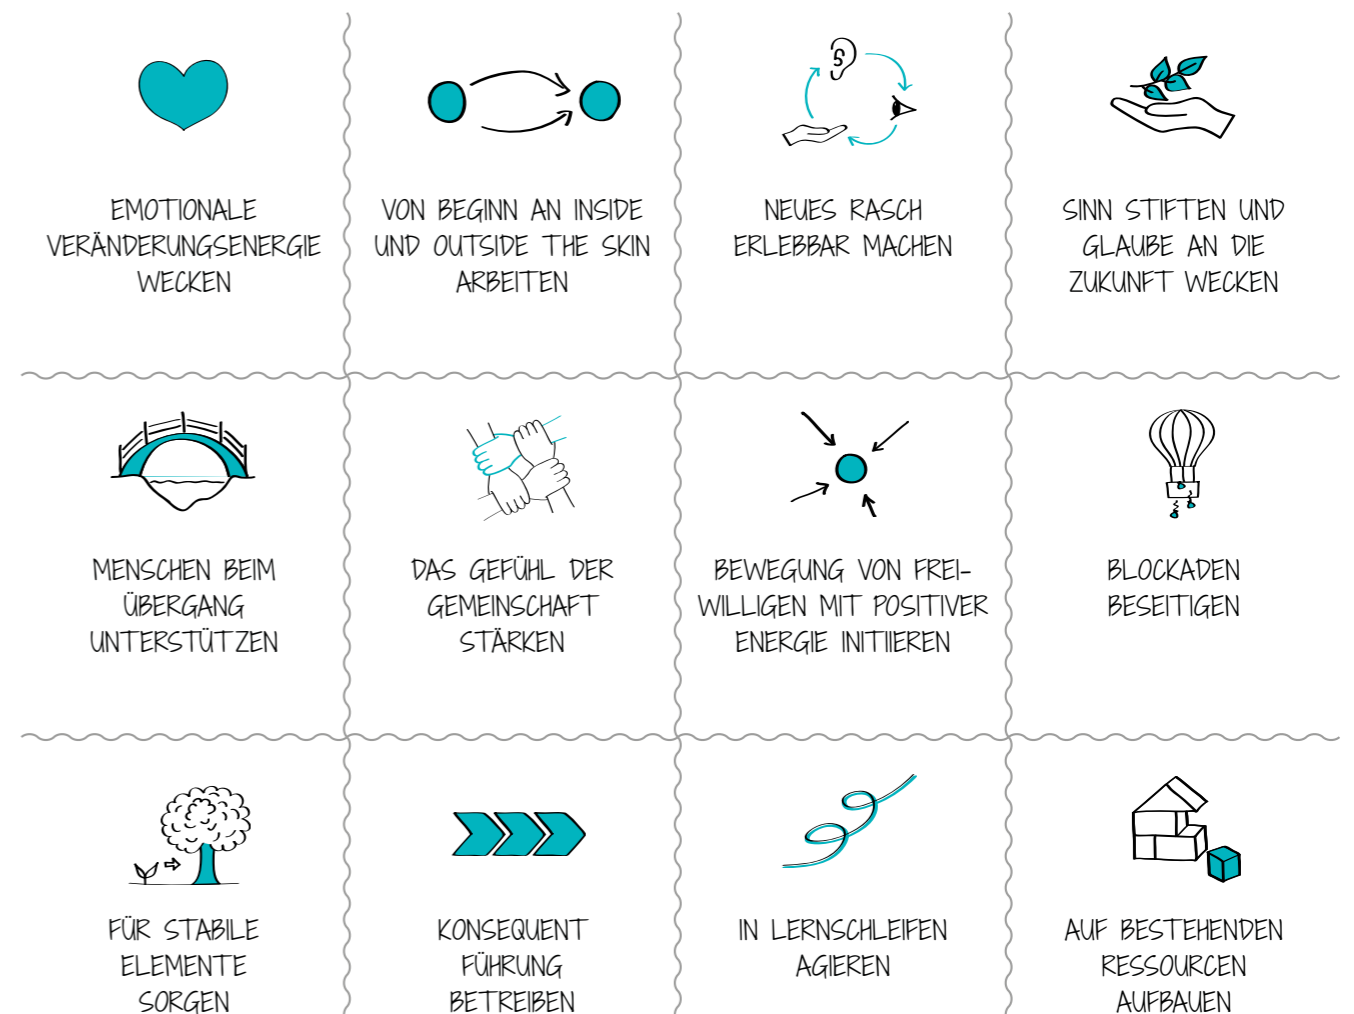 EMOTIONALE
VERÄNDERUNGSENERGIE
WECKEN
VON BEGINN AN INSIDE
UND OUTSIDE THE SKIN
ARBEITEN
NEUES RASCH
ERLEBBAR MACHEN
SINN STIFTEN UND
GLAUBE AN DIE
ZUKUNFT WECKEN
MENSCHEN BEIM
ÜBERGANG
UNTERSTÜTZEN
DAS GEFÜHL DER
GEMEINSCHAFT
STÄRKEN
BEWEGUNG VON FREI-
WILLIGEN MIT POSITIVER
ENERGIE INITIIEREN
BLOCKADEN
BESEITIGEN
FÜR STABILE
ELEMENTE
SORGEN
KONSEQUENT
FÜHRUNG
BETREIBEN
IN LERNSCHLEIFEN
AGIEREN
AUF BESTEHENDEN
RESSOURCEN
AUFBAUEN